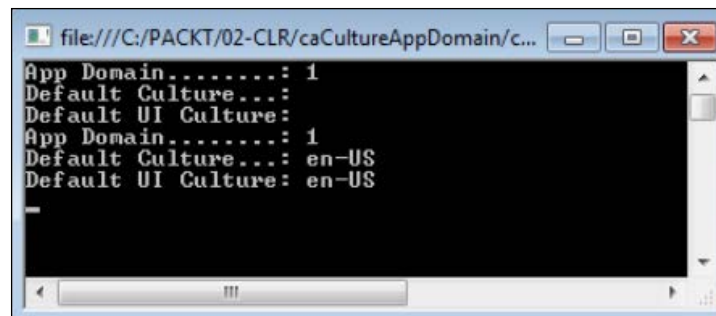 file:///C:/PACKT/02-CLR/caCultureAppDomain/c...
App Domain........: 1
Default Culture...:
Default UI Culture:
App Domain........: 1
Default Culture...: en-US
Default UI Culture: en-US